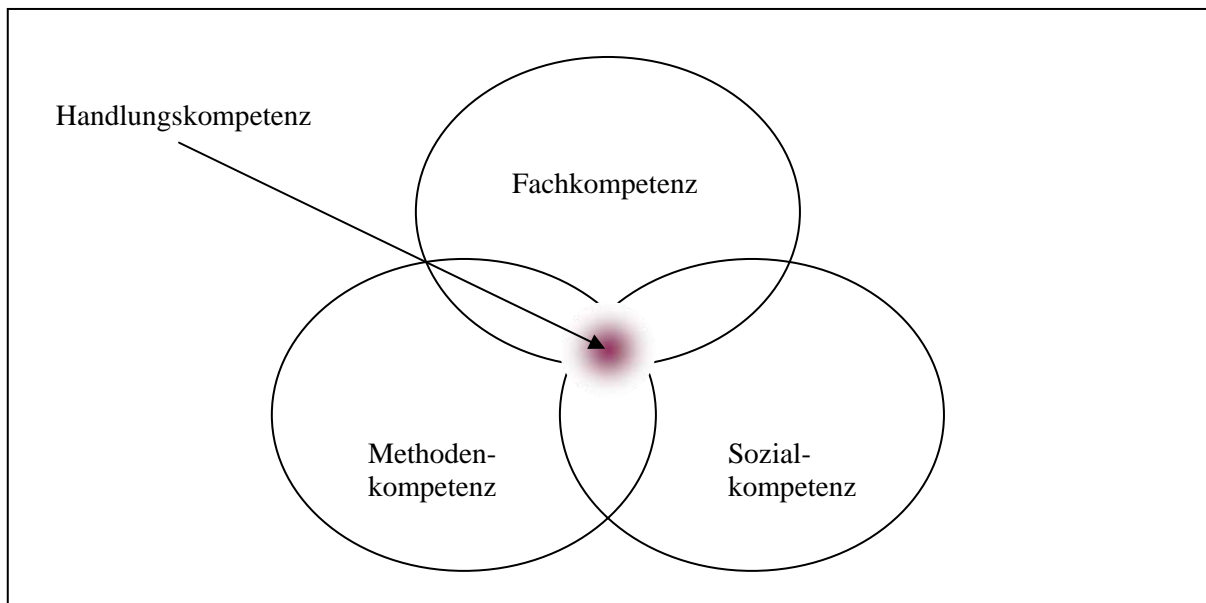 Handlungskompetenz
Fachkompetenz
Methoden-
kompetenz
Sozial-
kompetenz